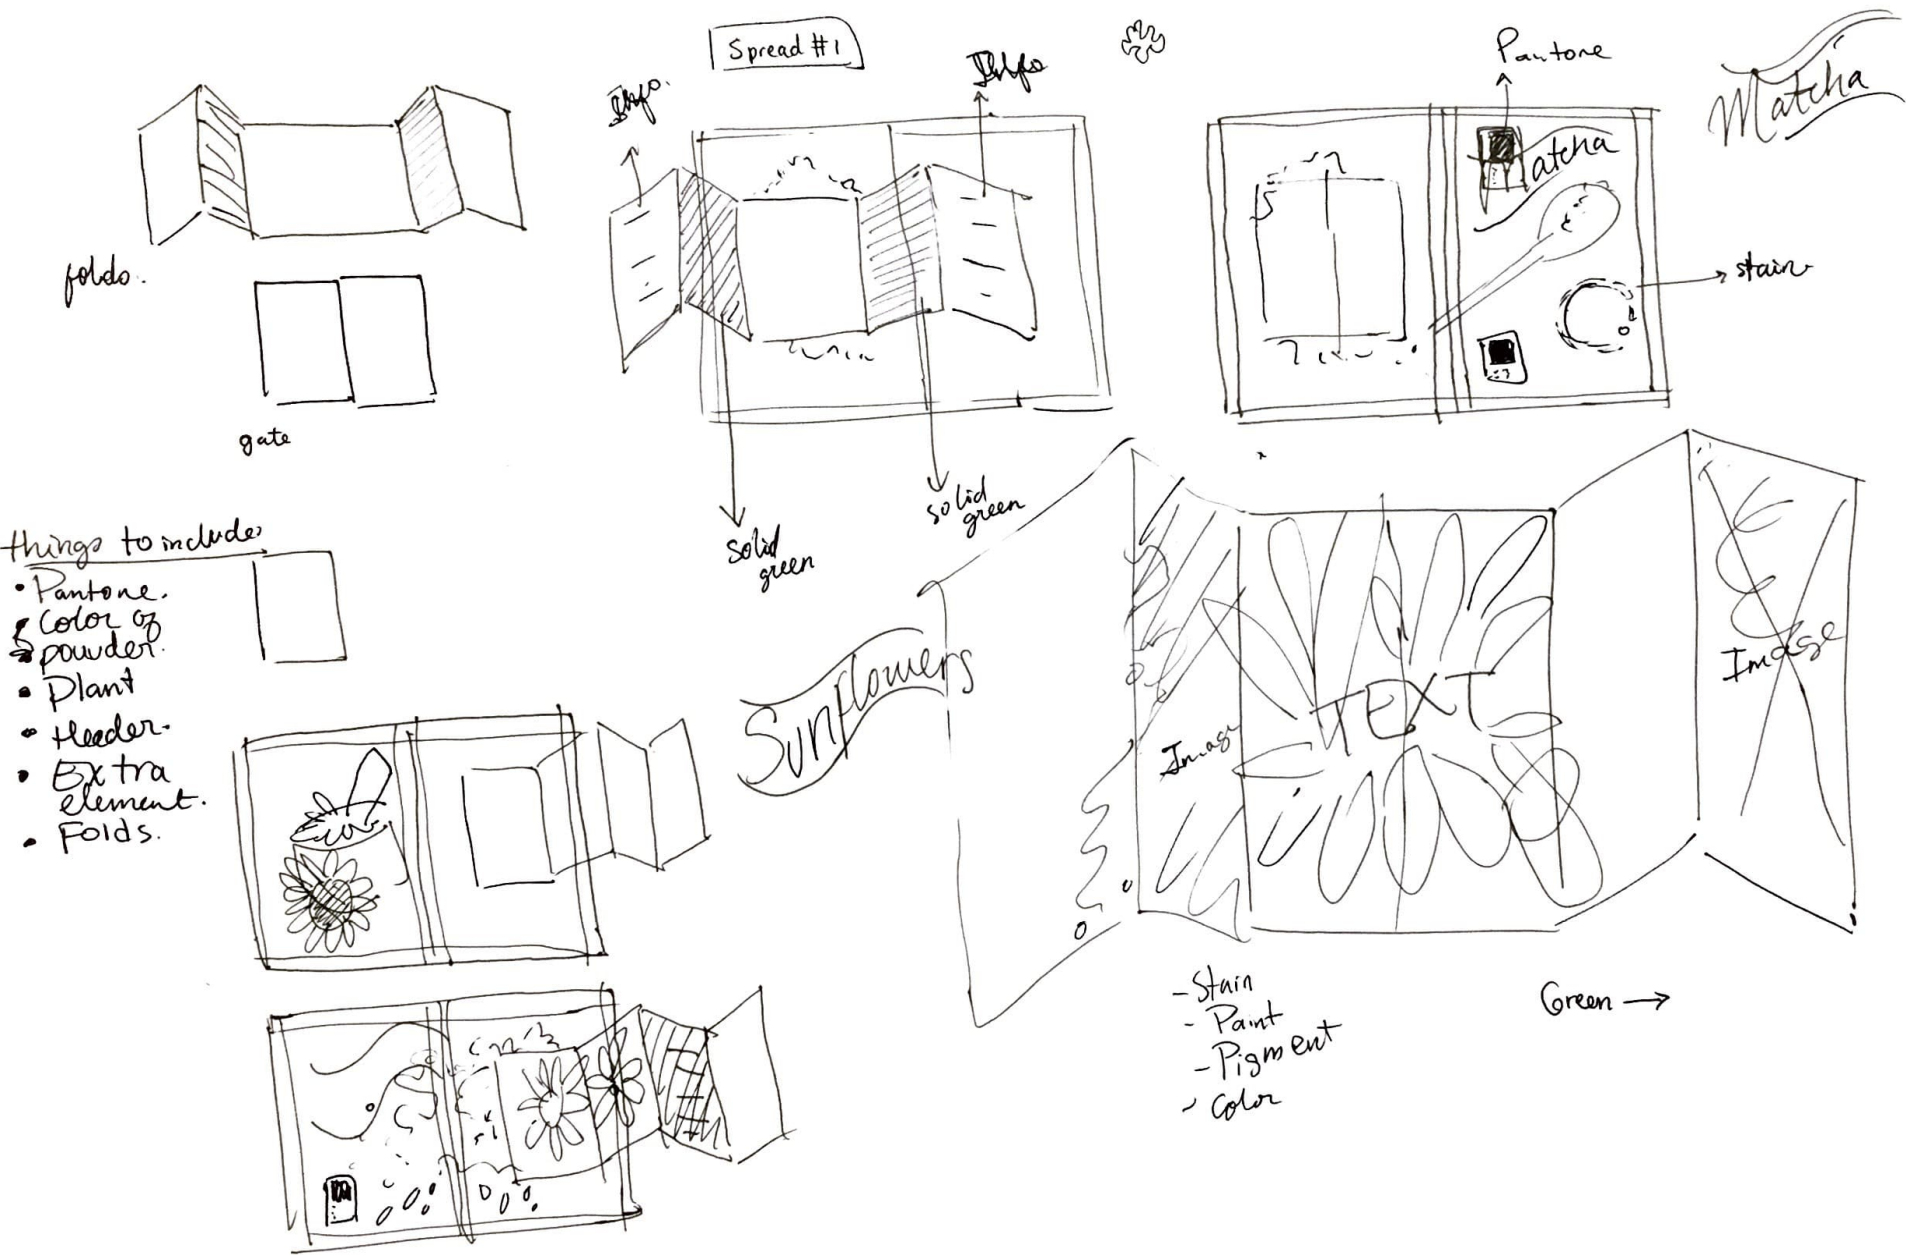 Spread #1
Info.
Info
Pantone
Matcha
Matcha
stain
folds.
gate
solid
green
solid
green
things to include
• Pantone.
• Color of
powder.
• Plant
• Header.
• Extra
element.
• Folds.
Sunflowers
Image
TEXT
Image
- Stain
- Paint
- Pigment
- Color
Green →